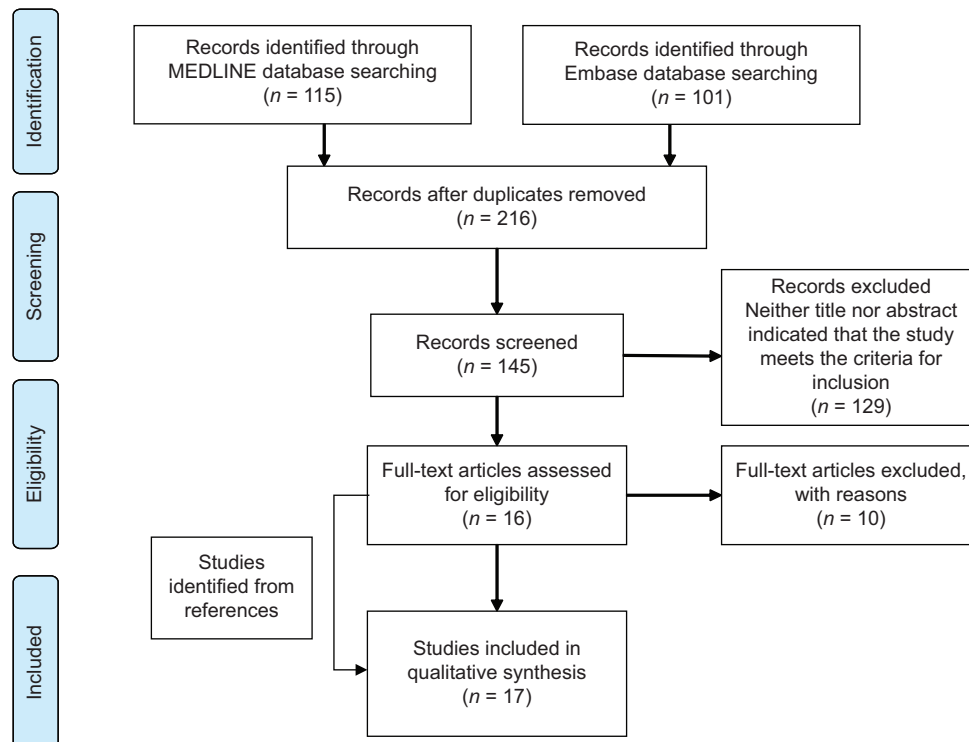 Identification
Records identified through
MEDLINE database searching
(n = 115)
Records identified through
Embase database searching
(n = 101)
Records after duplicates removed
(n = 216)
Screening
Records screened
(n = 145)
Records excluded
Neither title nor abstract
indicated that the study
meets the criteria for
inclusion
(n = 129)
Eligibility
Full-text articles assessed
for eligibility
(n = 16)
Full-text articles excluded,
with reasons
(n = 10)
Studies
identified from
references
Included
Studies included in
qualitative synthesis
(n = 17)